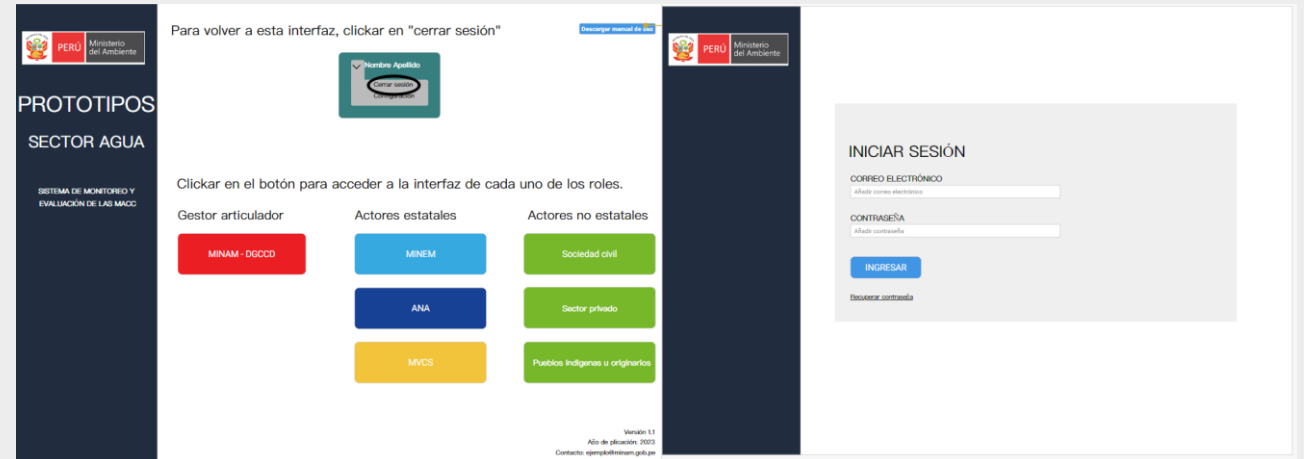 PERÚ
Ministerio
del Ambiente
PROTOTIPOS
SECTOR AGUA
SISTEMA DE MONITOREO Y
EVALUACIÓN DE LAS MACC
Para volver a esta interfaz, clickar en "cerrar sesión"
Descargar manual de uso
Nombre Apellido
Cerrar sesión
Configuración
Clickar en el botón para acceder a la interfaz de cada uno de los roles.
Gestor articulador
Actores estatales
Actores no estatales
MINAM - DGCCD
MINEM
Sociedad civil
ANA
Sector privado
MVCS
Pueblos indígenas u originarios
Versión 1.1
Año de plicación: 2023
Contacto: ejemplo@minam.gob.pe
PERÚ
Ministerio
del Ambiente
INICIAR SESIÓN
CORREO ELECTRÓNICO
Añadir correo electrónico
CONTRASEÑA
Añadir contraseña
INGRESAR
Recuperar contraseña